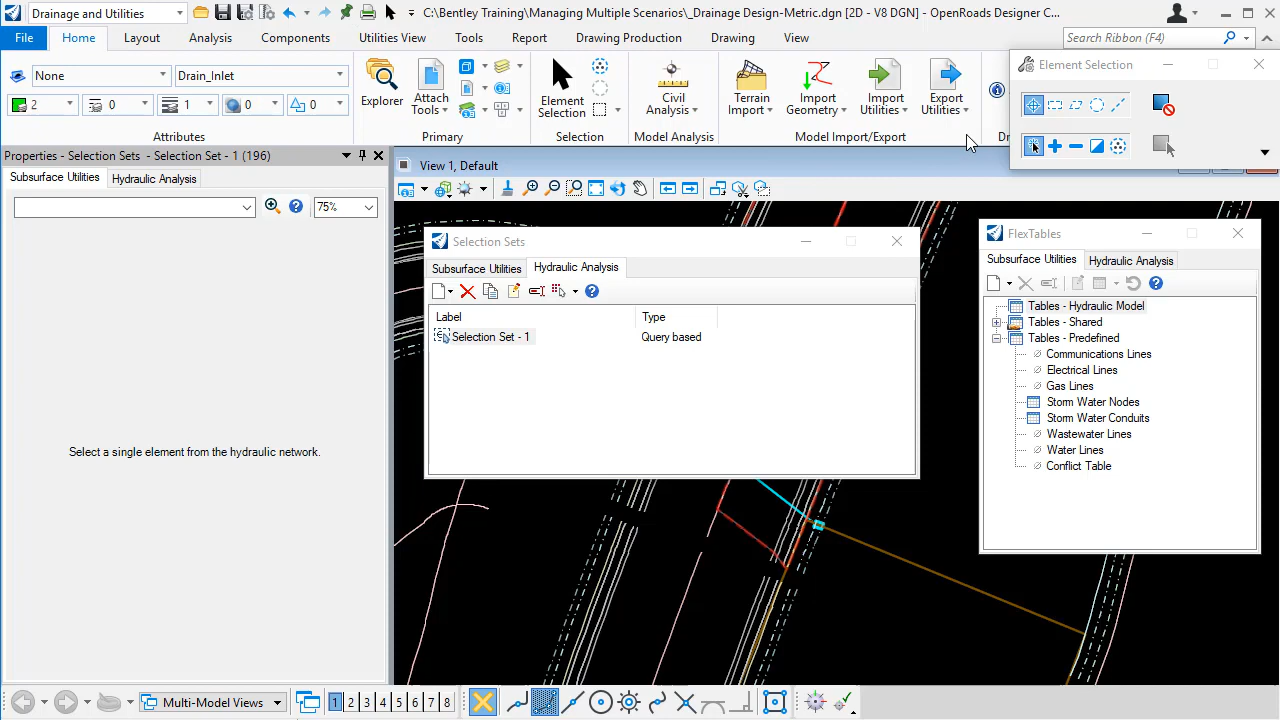 Drainage and Utilities
C:\Bentley Training\Managing Multiple Scenarios\_Drainage Design-Metric.dgn [2D - V8 DGN] - OpenRoads Designer C...
File Home Layout Analysis Components Utilities View Tools Report Drawing Production Drawing View
Search Ribbon (F4)
None
Drain_Inlet
2 0 1 0 0
Attributes
Explorer
Attach Tools
Primary
Element Selection
Selection
Civil Analysis
Model Analysis
Terrain Import
Import Geometry
Import Utilities
Export Utilities
Model Import/Export
Element Selection
Properties - Selection Sets - Selection Set - 1 (196)
Subsurface Utilities Hydraulic Analysis
75%
Select a single element from the hydraulic network.
View 1, Default
Selection Sets
Subsurface Utilities Hydraulic Analysis
Label Type
Selection Set - 1 Query based
FlexTables
Subsurface Utilities Hydraulic Analysis
Tables - Hydraulic Model
Tables - Shared
Tables - Predefined
Communications Lines
Electrical Lines
Gas Lines
Storm Water Nodes
Storm Water Conduits
Wastewater Lines
Water Lines
Conflict Table
Multi-Model Views
1 2 3 4 5 6 7 8